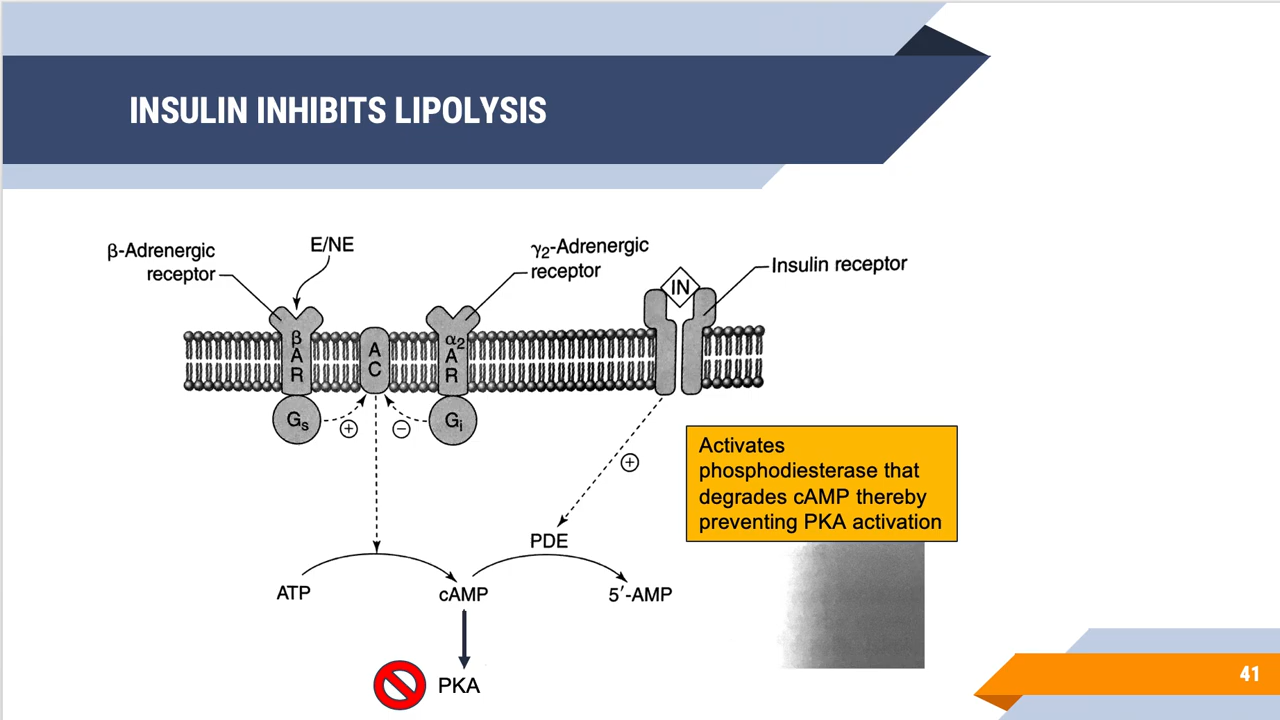 INSULIN INHIBITS LIPOLYSIS
β-Adrenergic
receptor
E/NE
γ₂-Adrenergic
receptor
IN
Insulin receptor
β
A
R
A
C
α₂
A
R
Gₛ
+
−
Gᵢ
+
Activates
phosphodiesterase that
degrades cAMP thereby
preventing PKA activation
PDE
ATP
cAMP
5′-AMP
PKA
41